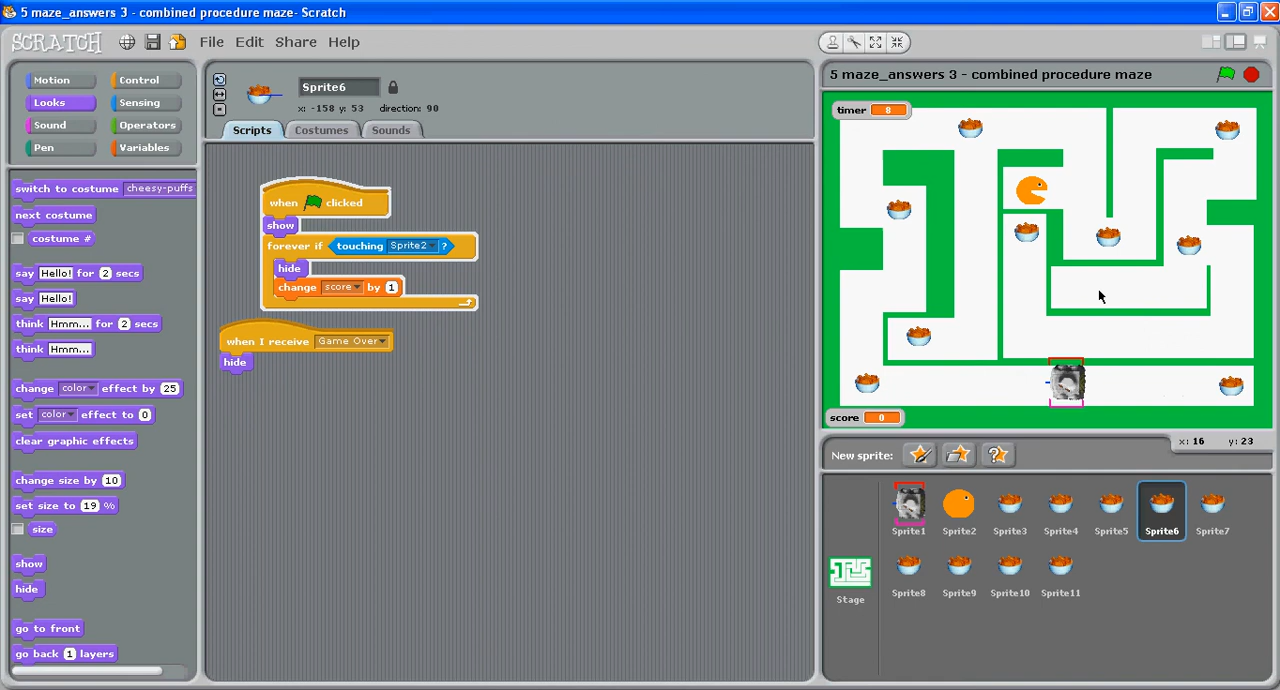 5 maze_answers 3 - combined procedure maze- Scratch
SCRATCH File Edit Share Help
Motion Control
Looks Sensing
Sound Operators
Pen Variables
switch to costume cheesy-puffs
next costume
costume #
say Hello! for 2 secs
say Hello!
think Hmm... for 2 secs
think Hmm...
change color effect by 25
set color effect to 0
clear graphic effects
change size by 10
set size to 19 %
size
show
hide
go to front
go back 1 layers
Sprite6
x: -158 y: 53 direction: 90
Scripts Costumes Sounds
when clicked
show
forever if touching Sprite2 ?
hide
change score by 1
when I receive Game Over
hide
5 maze_answers 3 - combined procedure maze
timer 8
score 0
x: 16 y: 23
New sprite:
Sprite1 Sprite2 Sprite3 Sprite4 Sprite5 Sprite6 Sprite7
Sprite8 Sprite9 Sprite10 Sprite11
Stage